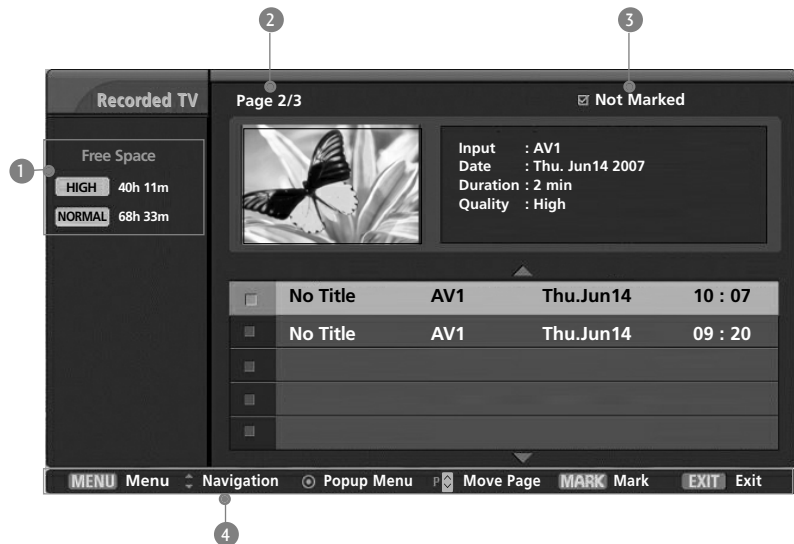 2
3
Recorded TV
Page 2/3
Not Marked
1
Free Space
HIGH 40h 11m
NORMAL 68h 33m
Input : AV1
Date : Thu. Jun14 2007
Duration : 2 min
Quality : High
No Title AV1 Thu.Jun14 10 : 07
No Title AV1 Thu.Jun14 09 : 20
MENU Menu Navigation Popup Menu P Move Page MARK Mark EXIT Exit
4